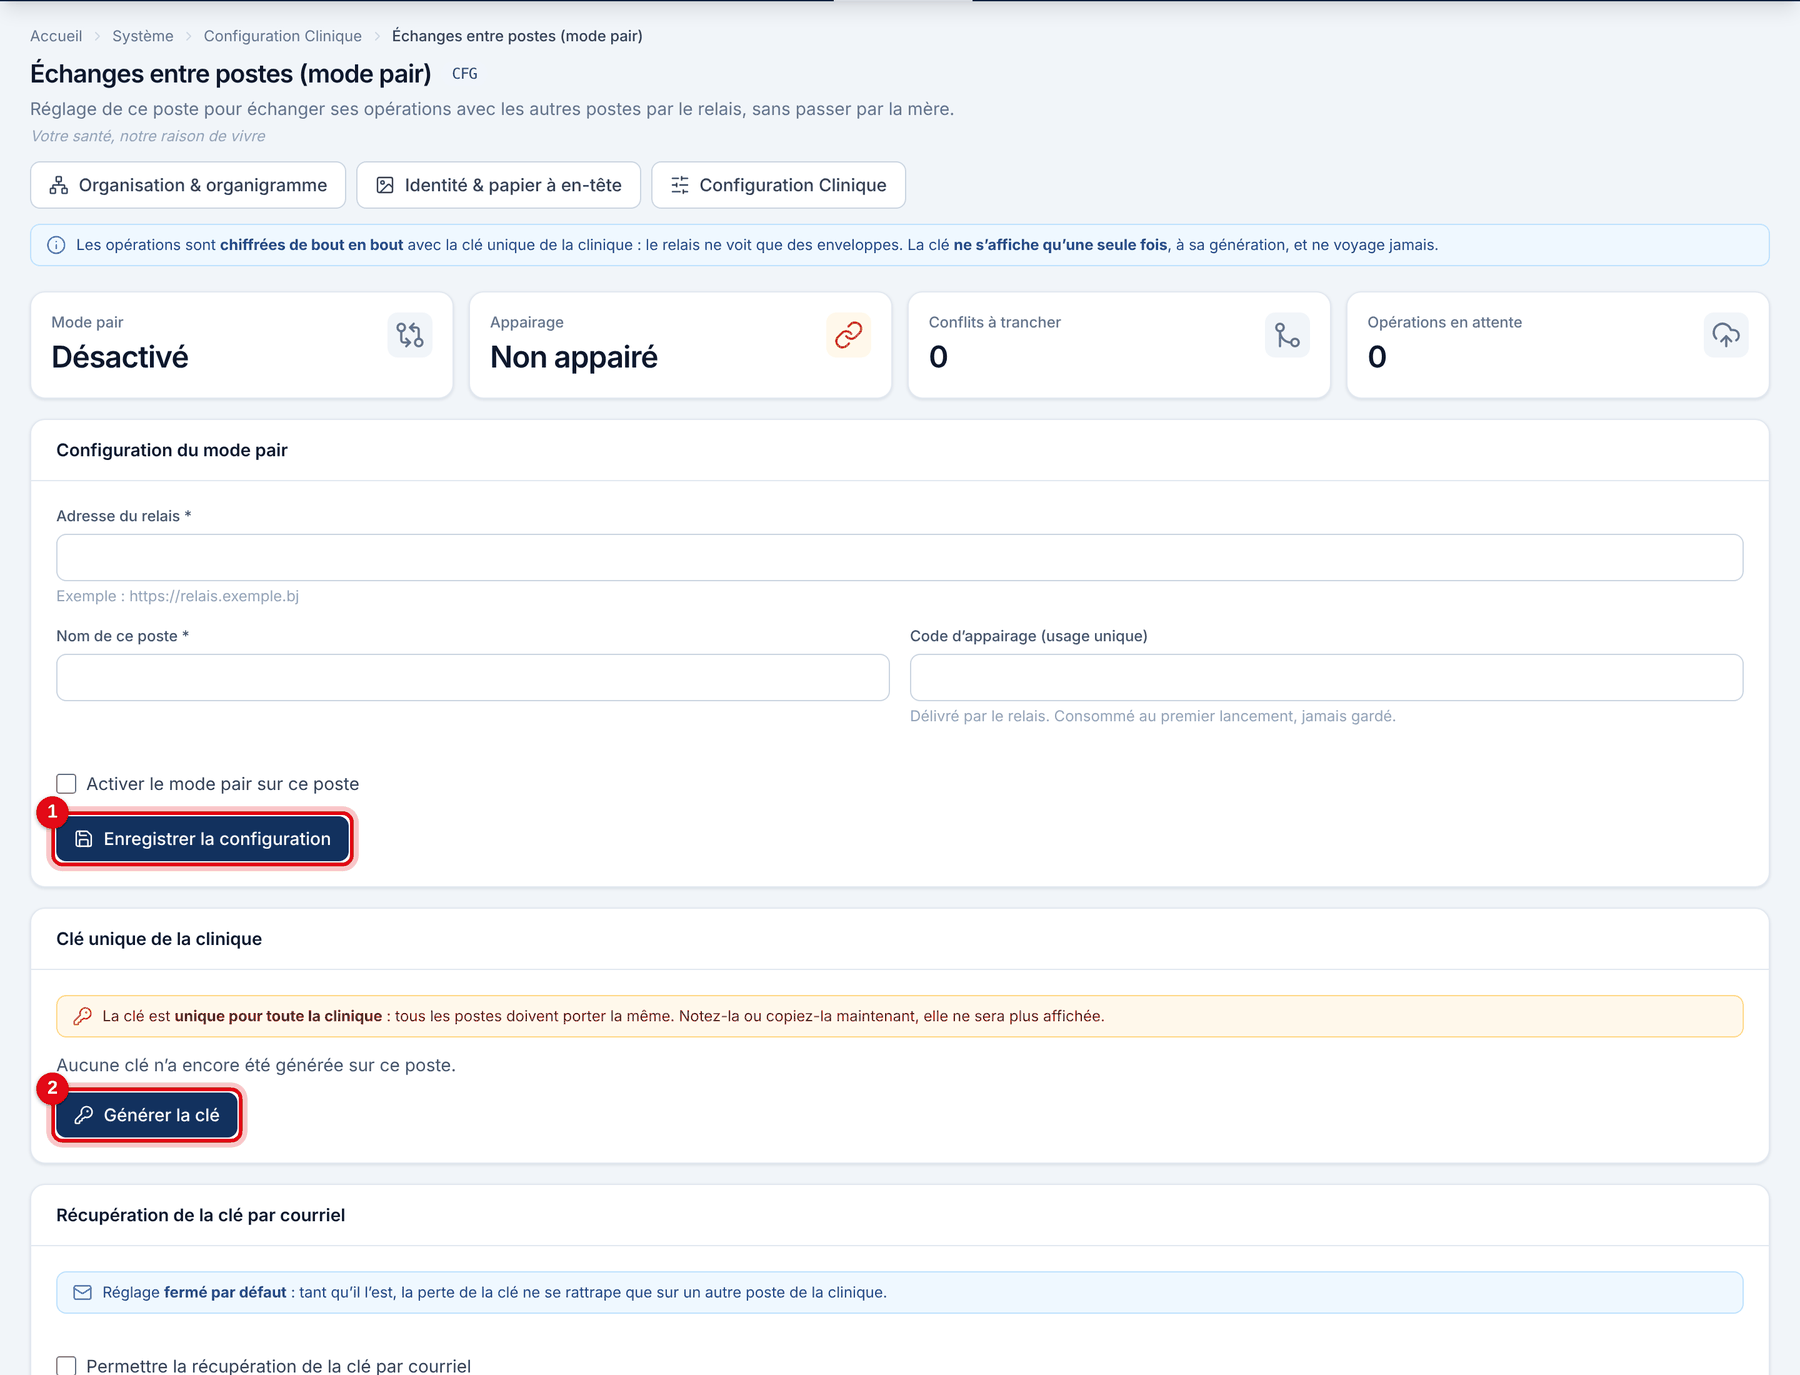 Accueil > Système > Configuration Clinique > Échanges entre postes (mode pair)
Échanges entre postes (mode pair) CFG
Réglage de ce poste pour échanger ses opérations avec les autres postes par le relais, sans passer par la mère.
Votre santé, notre raison de vivre
Organisation & organigramme Identité & papier à en-tête Configuration Clinique
Les opérations sont chiffrées de bout en bout avec la clé unique de la clinique : le relais ne voit que des enveloppes. La clé ne s’affiche qu’une seule fois, à sa génération, et ne voyage jamais.
Mode pair
Désactivé
Appairage
Non appairé
Conflits à trancher
0
Opérations en attente
0
Configuration du mode pair
Adresse du relais *
Exemple : https://relais.exemple.bj
Nom de ce poste *
Code d’appairage (usage unique)
Délivré par le relais. Consommé au premier lancement, jamais gardé.
Activer le mode pair sur ce poste
1
Enregistrer la configuration
Clé unique de la clinique
La clé est unique pour toute la clinique : tous les postes doivent porter la même. Notez-la ou copiez-la maintenant, elle ne sera plus affichée.
Aucune clé n’a encore été générée sur ce poste.
2
Générer la clé
Récupération de la clé par courriel
Réglage fermé par défaut : tant qu’il l’est, la perte de la clé ne se rattrape que sur un autre poste de la clinique.
Permettre la récupération de la clé par courriel